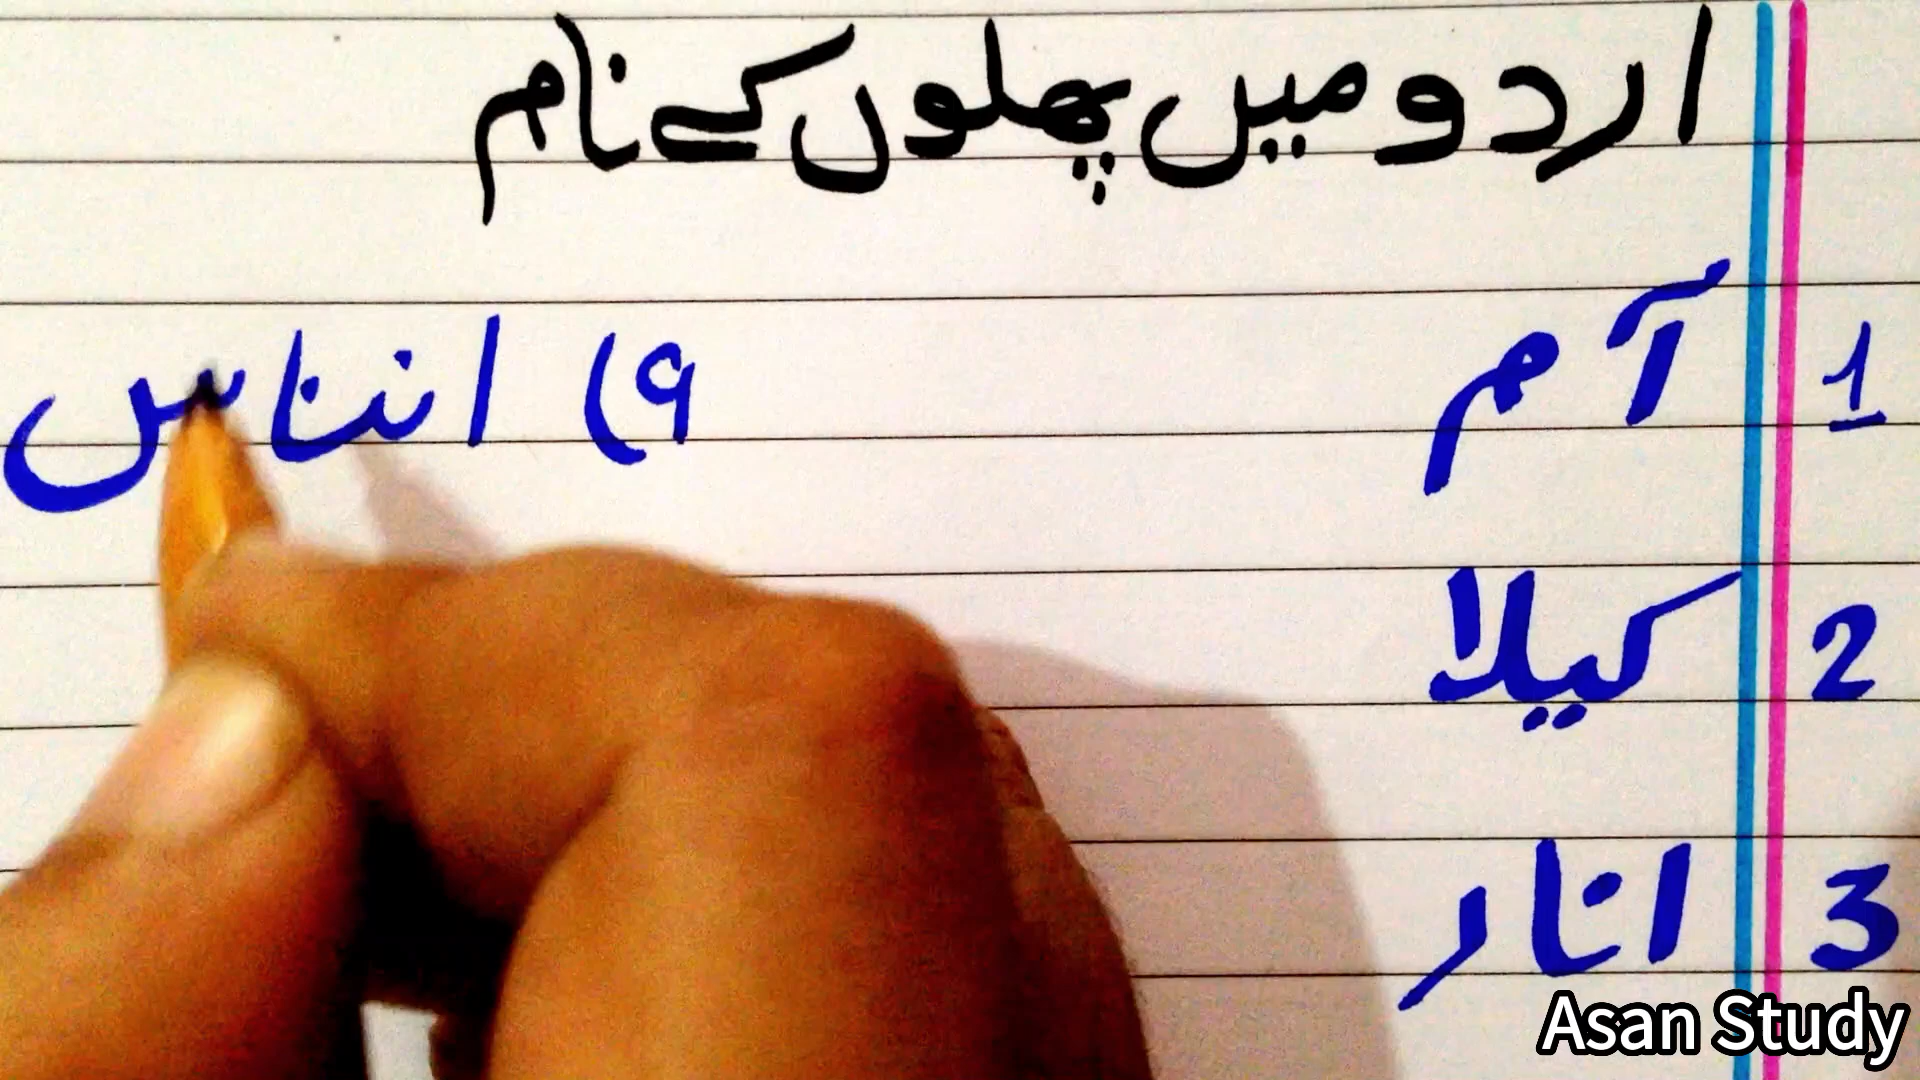 اردو میں پھلوں کے نام
1 آم
9) انناس
2 کیلا
3 انار
Asan Study